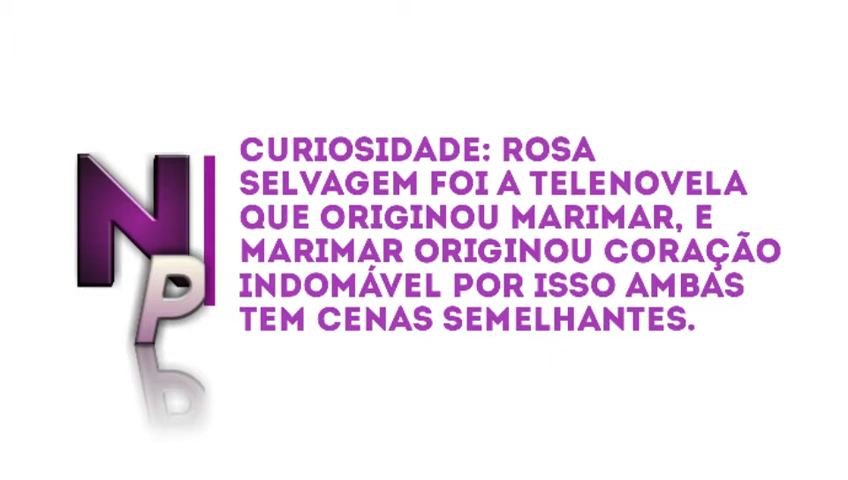 NP
CURIOSIDADE: ROSA
SELVAGEM FOI A TELENOVELA
QUE ORIGINOU MARIMAR, E
MARIMAR ORIGINOU CORAÇÃO
INDOMÁVEL POR ISSO AMBAS
TEM CENAS SEMELHANTES.